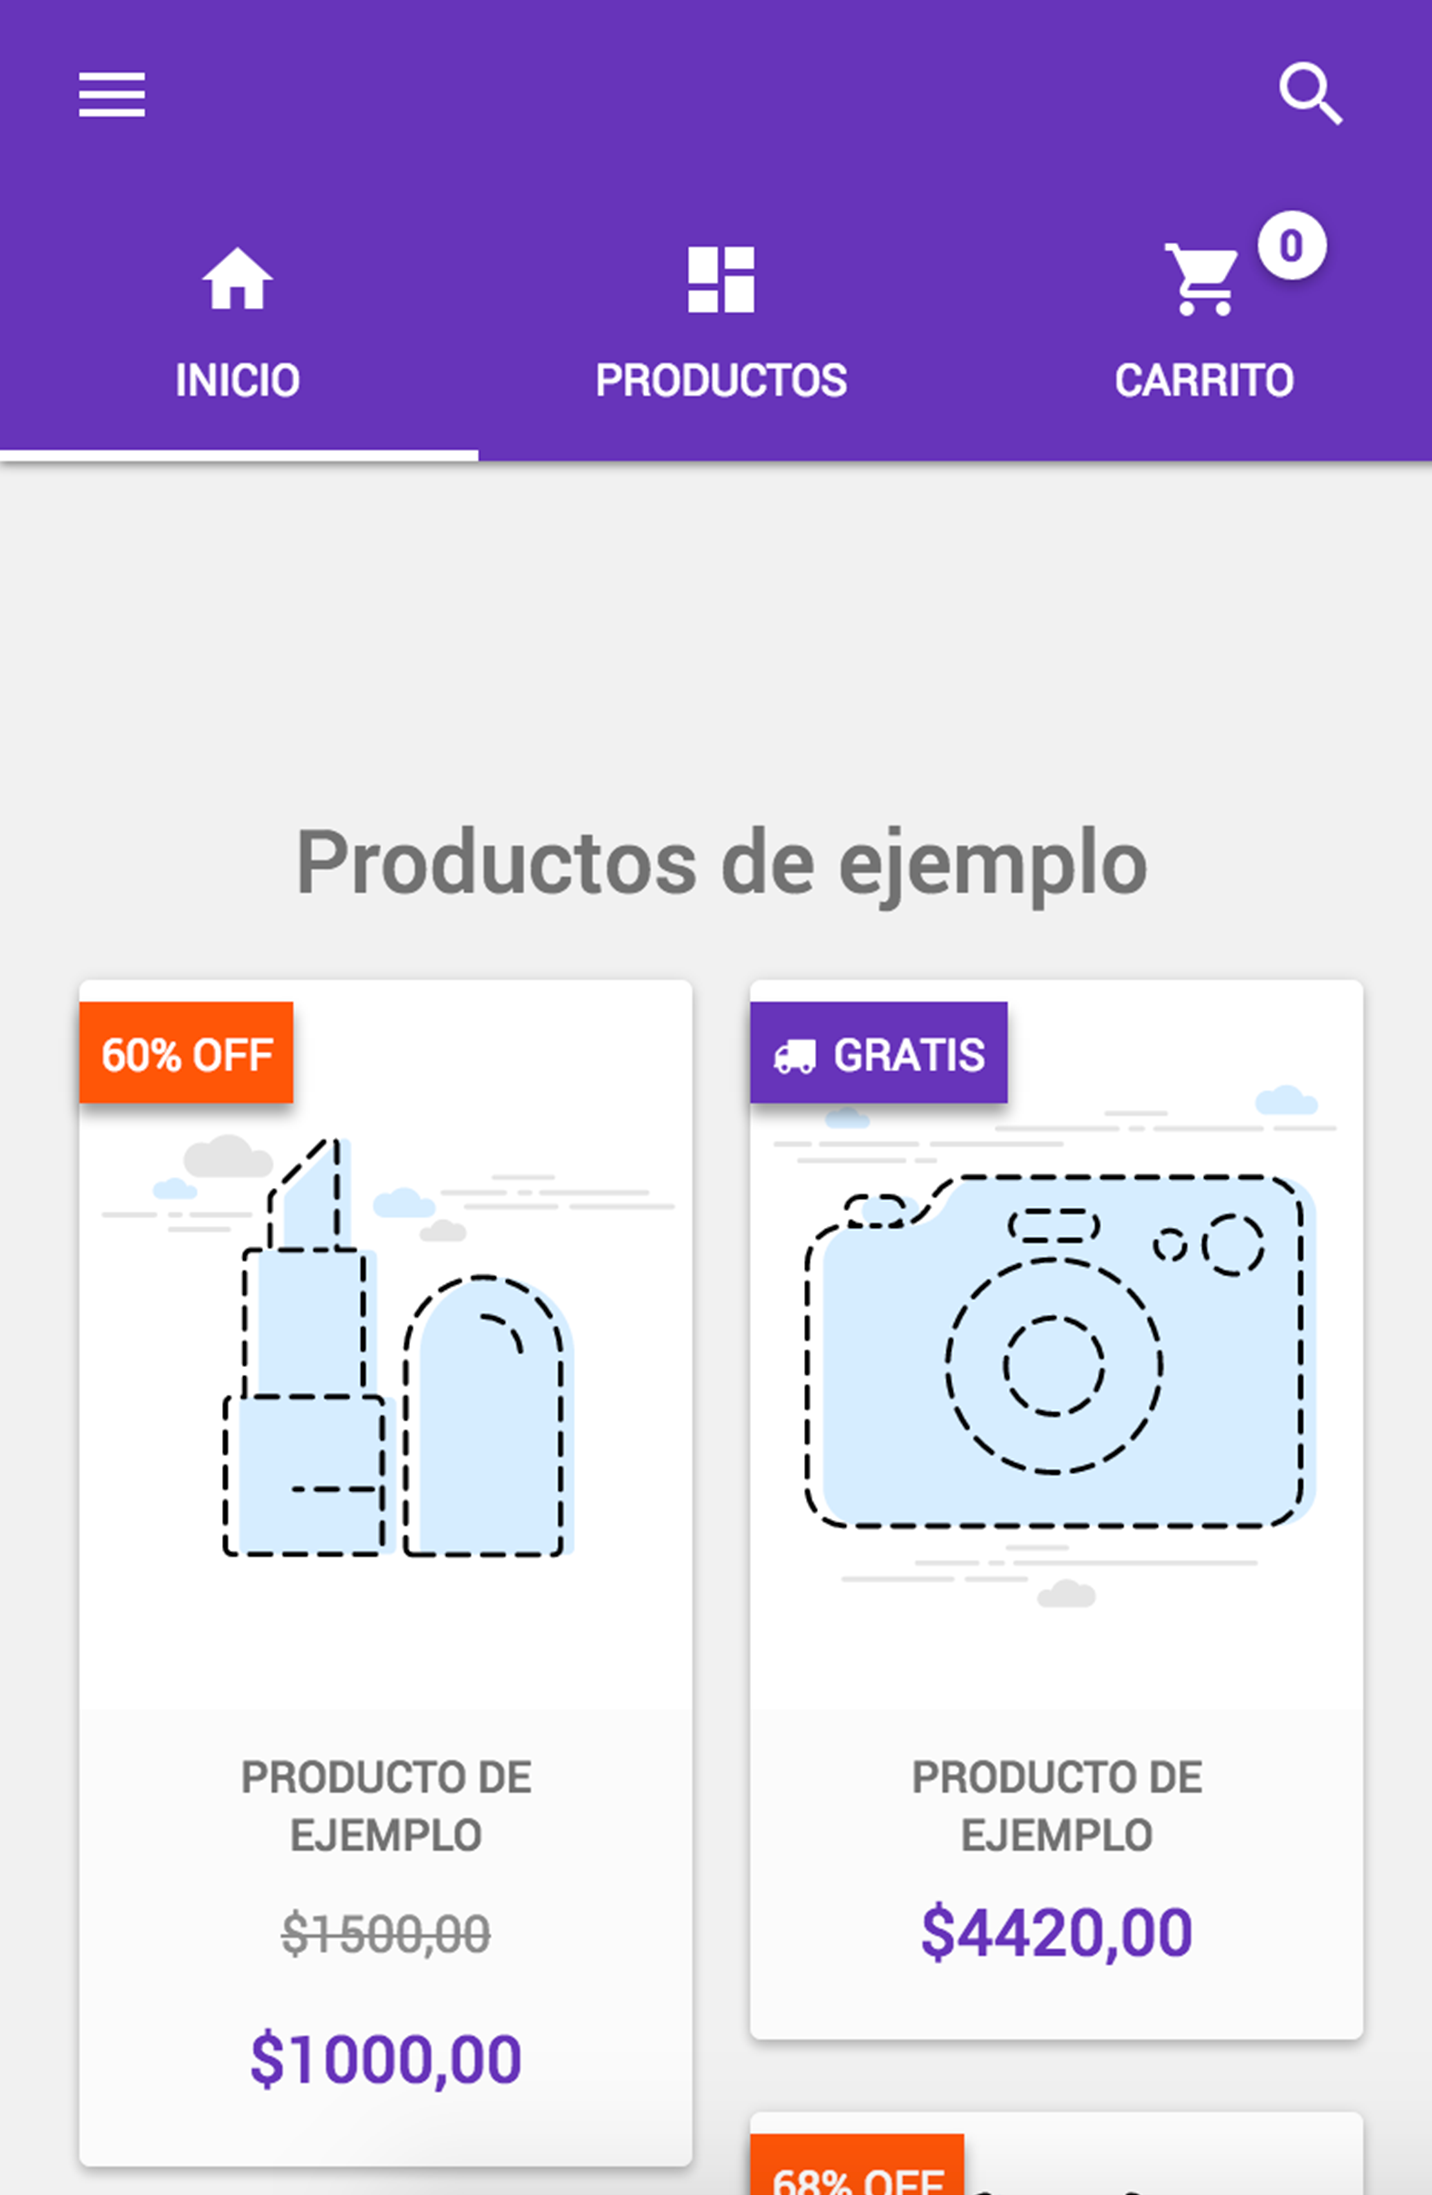 0
INICIO
PRODUCTOS
CARRITO
Productos de ejemplo
60% OFF
PRODUCTO DE
EJEMPLO
$1500,00
$1000,00
GRATIS
PRODUCTO DE
EJEMPLO
$4420,00
68% OFF